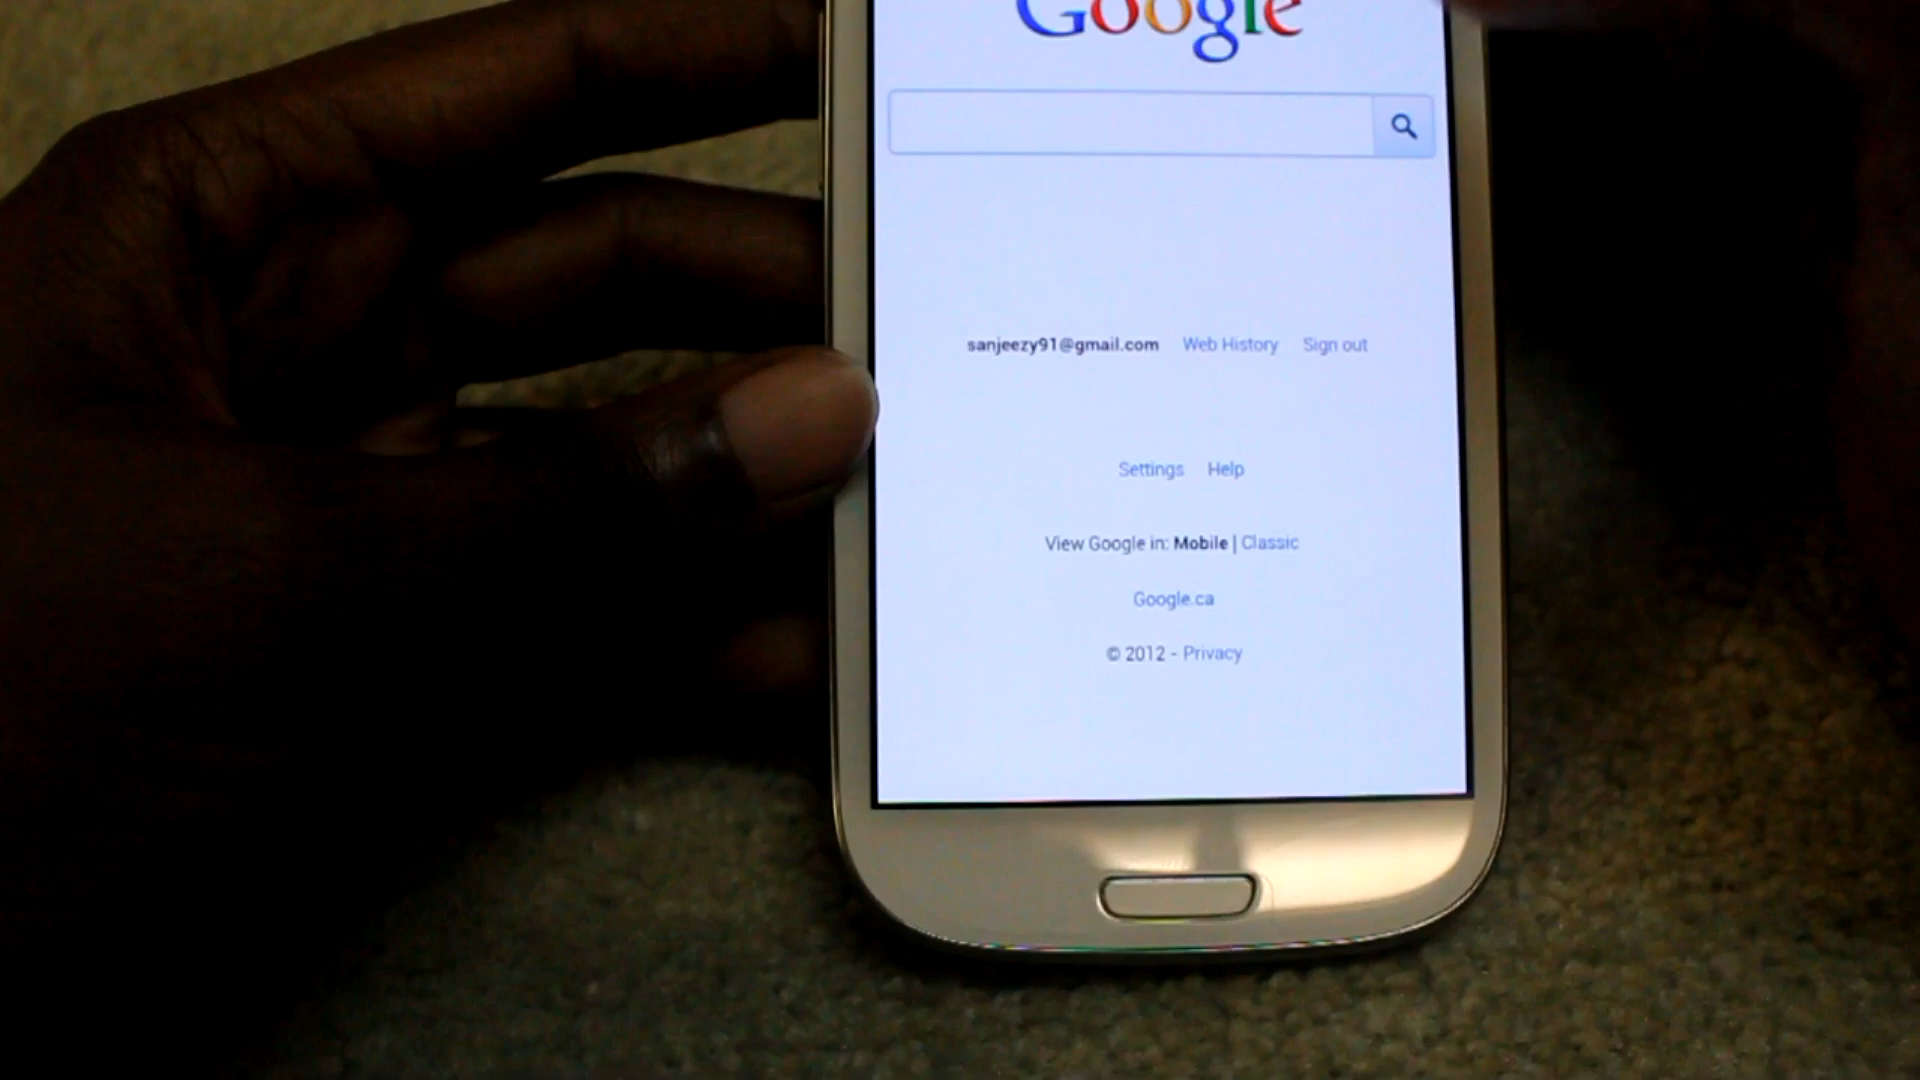 Google
sanjeezy91@gmail.com Web History Sign out
Settings Help
View Google in: Mobile | Classic
Google.ca
© 2012 - Privacy